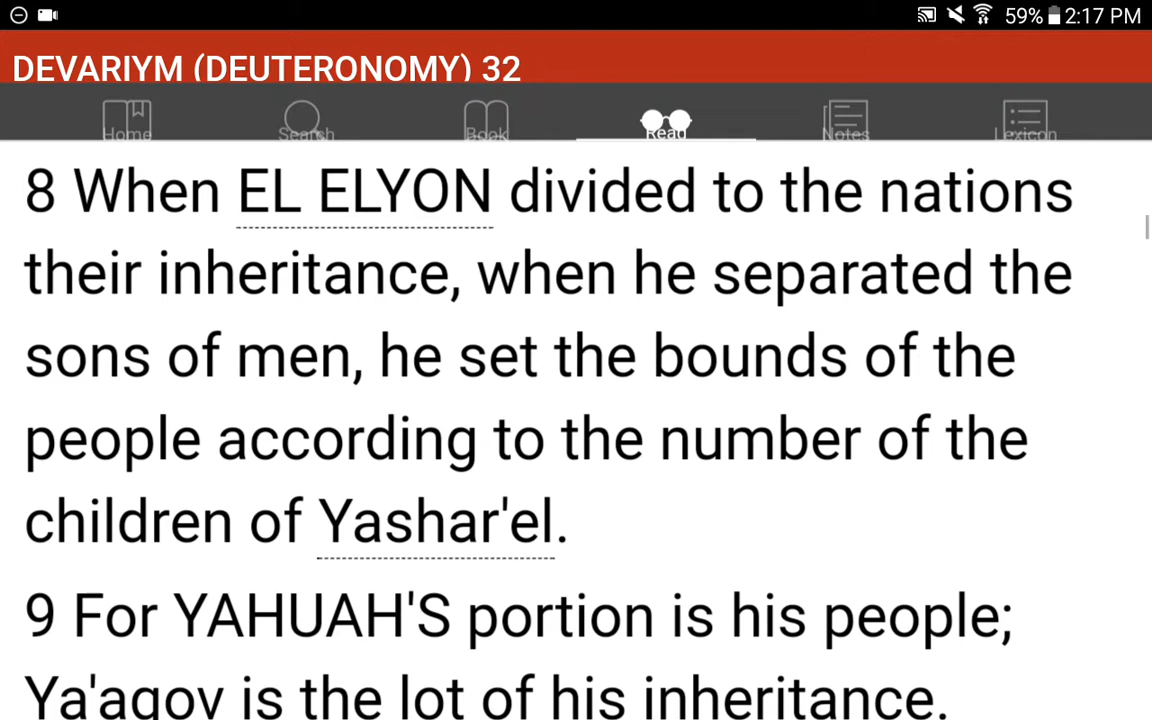 59% 2:17 PM
DEVARIYM (DEUTERONOMY) 32
Home Search Book Read Notes Lexicon
8 When EL ELYON divided to the nations
their inheritance, when he separated the
sons of men, he set the bounds of the
people according to the number of the
children of Yashar'el.
9 For YAHUAH'S portion is his people;
Ya'aqov is the lot of his inheritance.